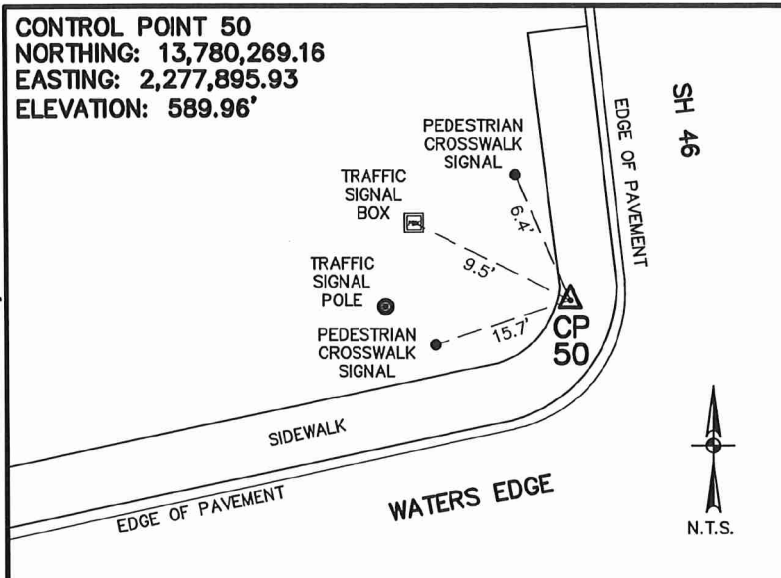 CONTROL POINT 50
NORTHING: 13,780,269.16
EASTING: 2,277,895.93
ELEVATION: 589.96'
PEDESTRIAN
CROSSWALK
SIGNAL
TRAFFIC
SIGNAL
BOX
TRAFFIC
SIGNAL
POLE
PEDESTRIAN
CROSSWALK
SIGNAL
6.4'
9.5'
15.7'
CP
50
SH 46
EDGE OF PAVEMENT
SIDEWALK
EDGE OF PAVEMENT
WATERS EDGE
N.T.S.